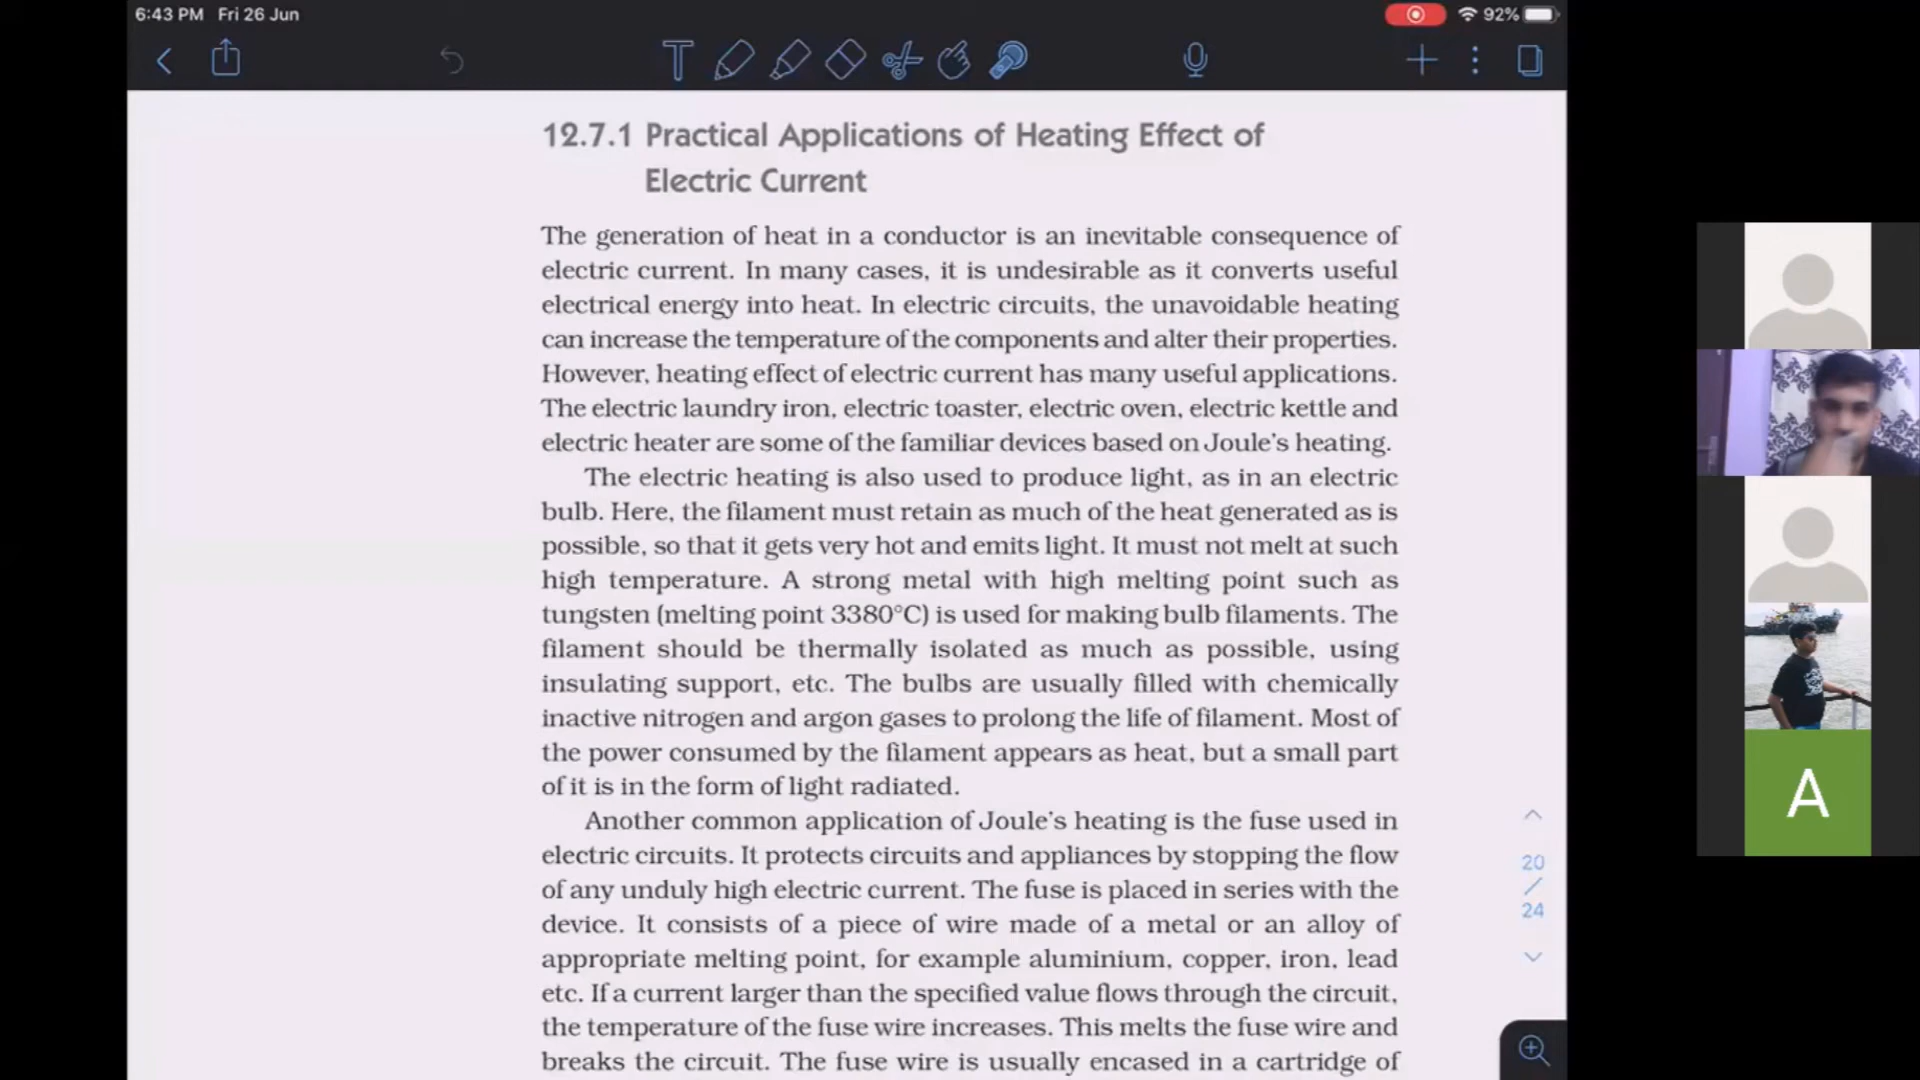 6:43 PM Fri 26 Jun
92%
12.7.1 Practical Applications of Heating Effect of
Electric Current
The generation of heat in a conductor is an inevitable consequence of
electric current. In many cases, it is undesirable as it converts useful
electrical energy into heat. In electric circuits, the unavoidable heating
can increase the temperature of the components and alter their properties.
However, heating effect of electric current has many useful applications.
The electric laundry iron, electric toaster, electric oven, electric kettle and
electric heater are some of the familiar devices based on Joule's heating.
The electric heating is also used to produce light, as in an electric
bulb. Here, the filament must retain as much of the heat generated as is
possible, so that it gets very hot and emits light. It must not melt at such
high temperature. A strong metal with high melting point such as
tungsten (melting point 3380°C) is used for making bulb filaments. The
filament should be thermally isolated as much as possible, using
insulating support, etc. The bulbs are usually filled with chemically
inactive nitrogen and argon gases to prolong the life of filament. Most of
the power consumed by the filament appears as heat, but a small part
of it is in the form of light radiated.
Another common application of Joule's heating is the fuse used in
electric circuits. It protects circuits and appliances by stopping the flow
of any unduly high electric current. The fuse is placed in series with the
device. It consists of a piece of wire made of a metal or an alloy of
appropriate melting point, for example aluminium, copper, iron, lead
etc. If a current larger than the specified value flows through the circuit,
the temperature of the fuse wire increases. This melts the fuse wire and
breaks the circuit. The fuse wire is usually encased in a cartridge of
20
/
24
A